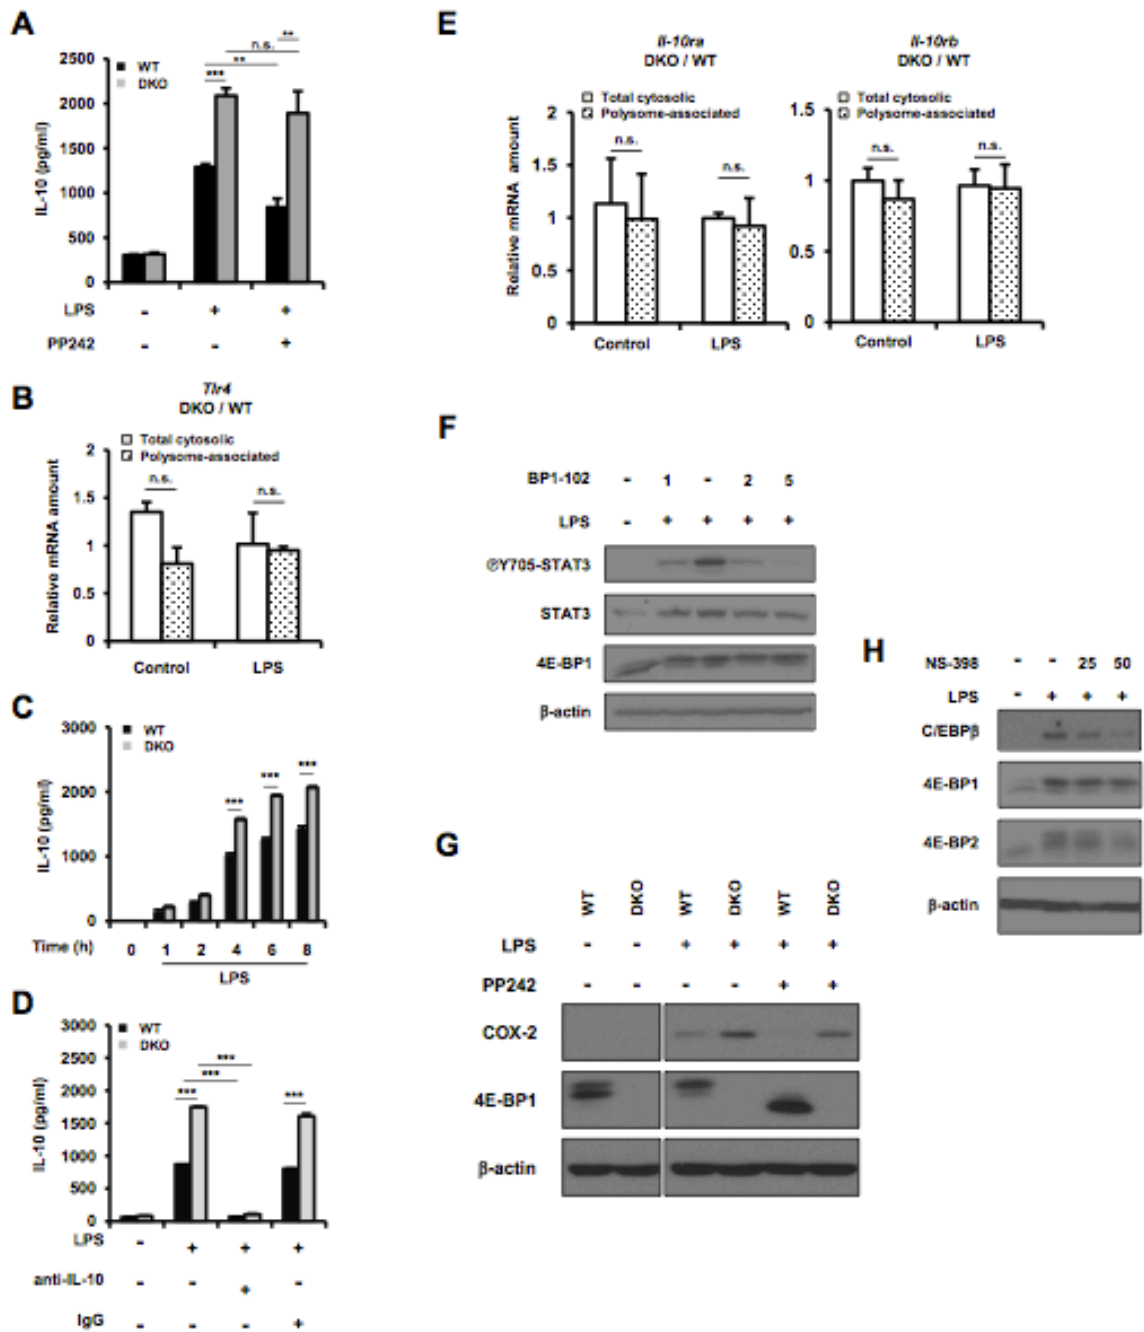 A
** 
n.s.
**
***
2500
WT
DKO
2000
1500
1000
500
0
IL-10 (pg/ml)
LPS - + +
PP242 - - +
B
Tlr4
DKO / WT
Total cytosolic
Polysome-associated
n.s. n.s.
2
1.5
1
0.5
0
Relative mRNA amount
Control LPS
C
WT
DKO
*** *** ***
3000
2000
1000
0
IL-10 (pg/ml)
Time (h) 0 1 2 4 6 8
LPS
D
WT
DKO
***
***
*** ***
3000
2500
2000
1500
1000
500
0
IL-10 (pg/ml)
LPS - + + +
anti-IL-10 - - + -
IgG - - - +
E
Il-10ra
DKO / WT
Total cytosolic
Polysome-associated
n.s. n.s.
2
1.5
1
0.5
0
Relative mRNA amount
Control LPS
Il-10rb
DKO / WT
Total cytosolic
Polysome-associated
n.s. n.s.
1.5
1
0.5
0
Control LPS
F
BP1-102 - 1 - 2 5
LPS - + + + +
℗Y705-STAT3
STAT3
4E-BP1
β-actin
G
WT DKO WT DKO WT DKO
LPS - - + + + +
PP242 - - - - + +
COX-2
4E-BP1
β-actin
H
NS-398 - - 25 50
LPS - + + +
C/EBPβ
4E-BP1
4E-BP2
β-actin